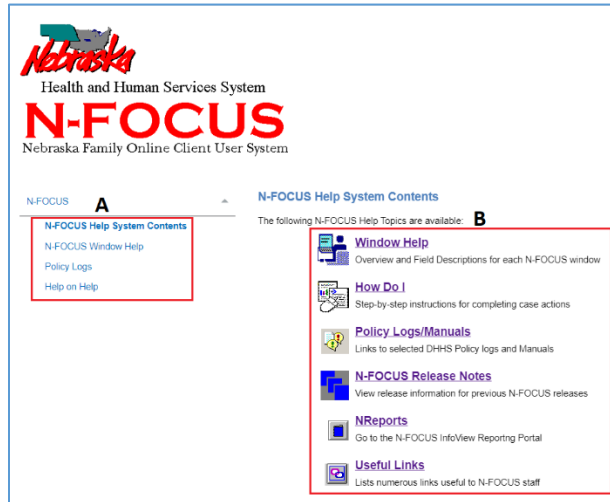 Nebraska
Health and Human Services System
N-FOCUS
Nebraska Family Online Client User System
N-FOCUS
A
N-FOCUS Help System Contents
N-FOCUS Window Help
Policy Logs
Help on Help
N-FOCUS Help System Contents
The following N-FOCUS Help Topics are available:
B
Window Help
Overview and Field Descriptions for each N-FOCUS window
How Do I
Step-by-step instructions for completing case actions
Policy Logs/Manuals
Links to selected DHHS Policy logs and Manuals
N-FOCUS Release Notes
View release information for previous N-FOCUS releases
NReports
Go to the N-FOCUS InfoView Reportng Portal
Useful Links
Lists numerous links useful to N-FOCUS staff